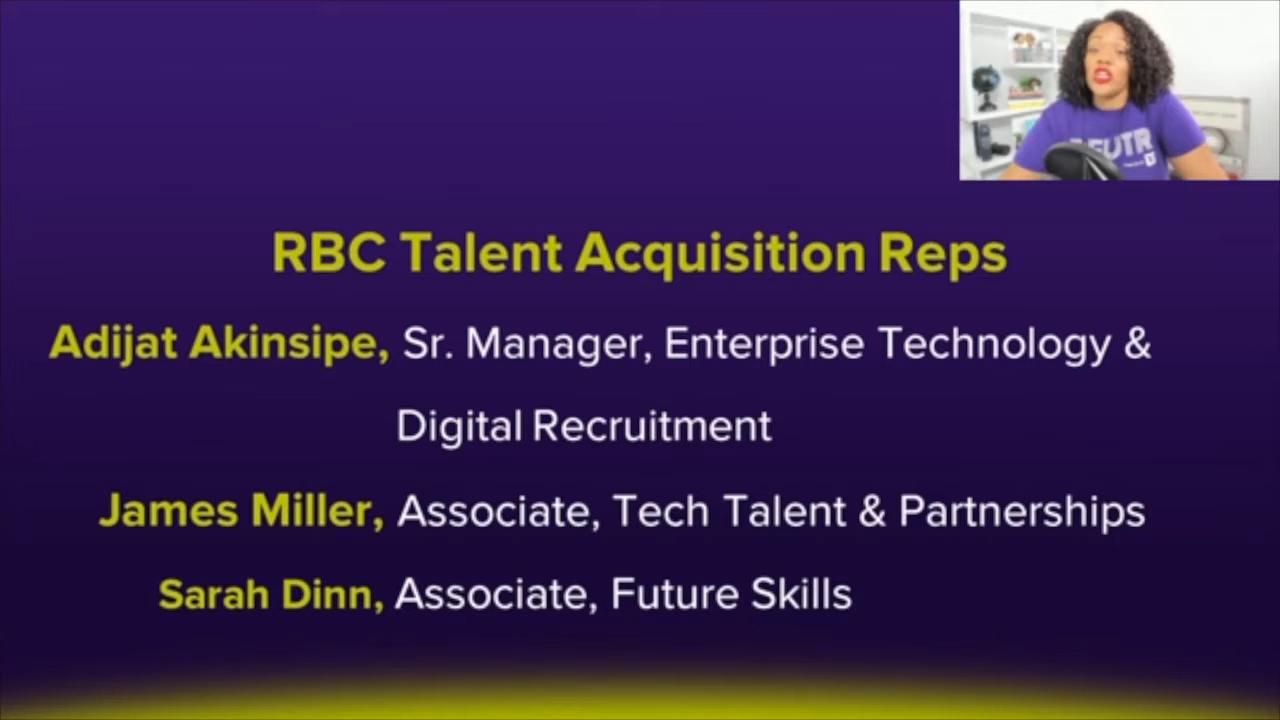 RBC Talent Acquisition Reps
Adijat Akinsipe, Sr. Manager, Enterprise Technology &
Digital Recruitment
James Miller, Associate, Tech Talent & Partnerships
Sarah Dinn, Associate, Future Skills